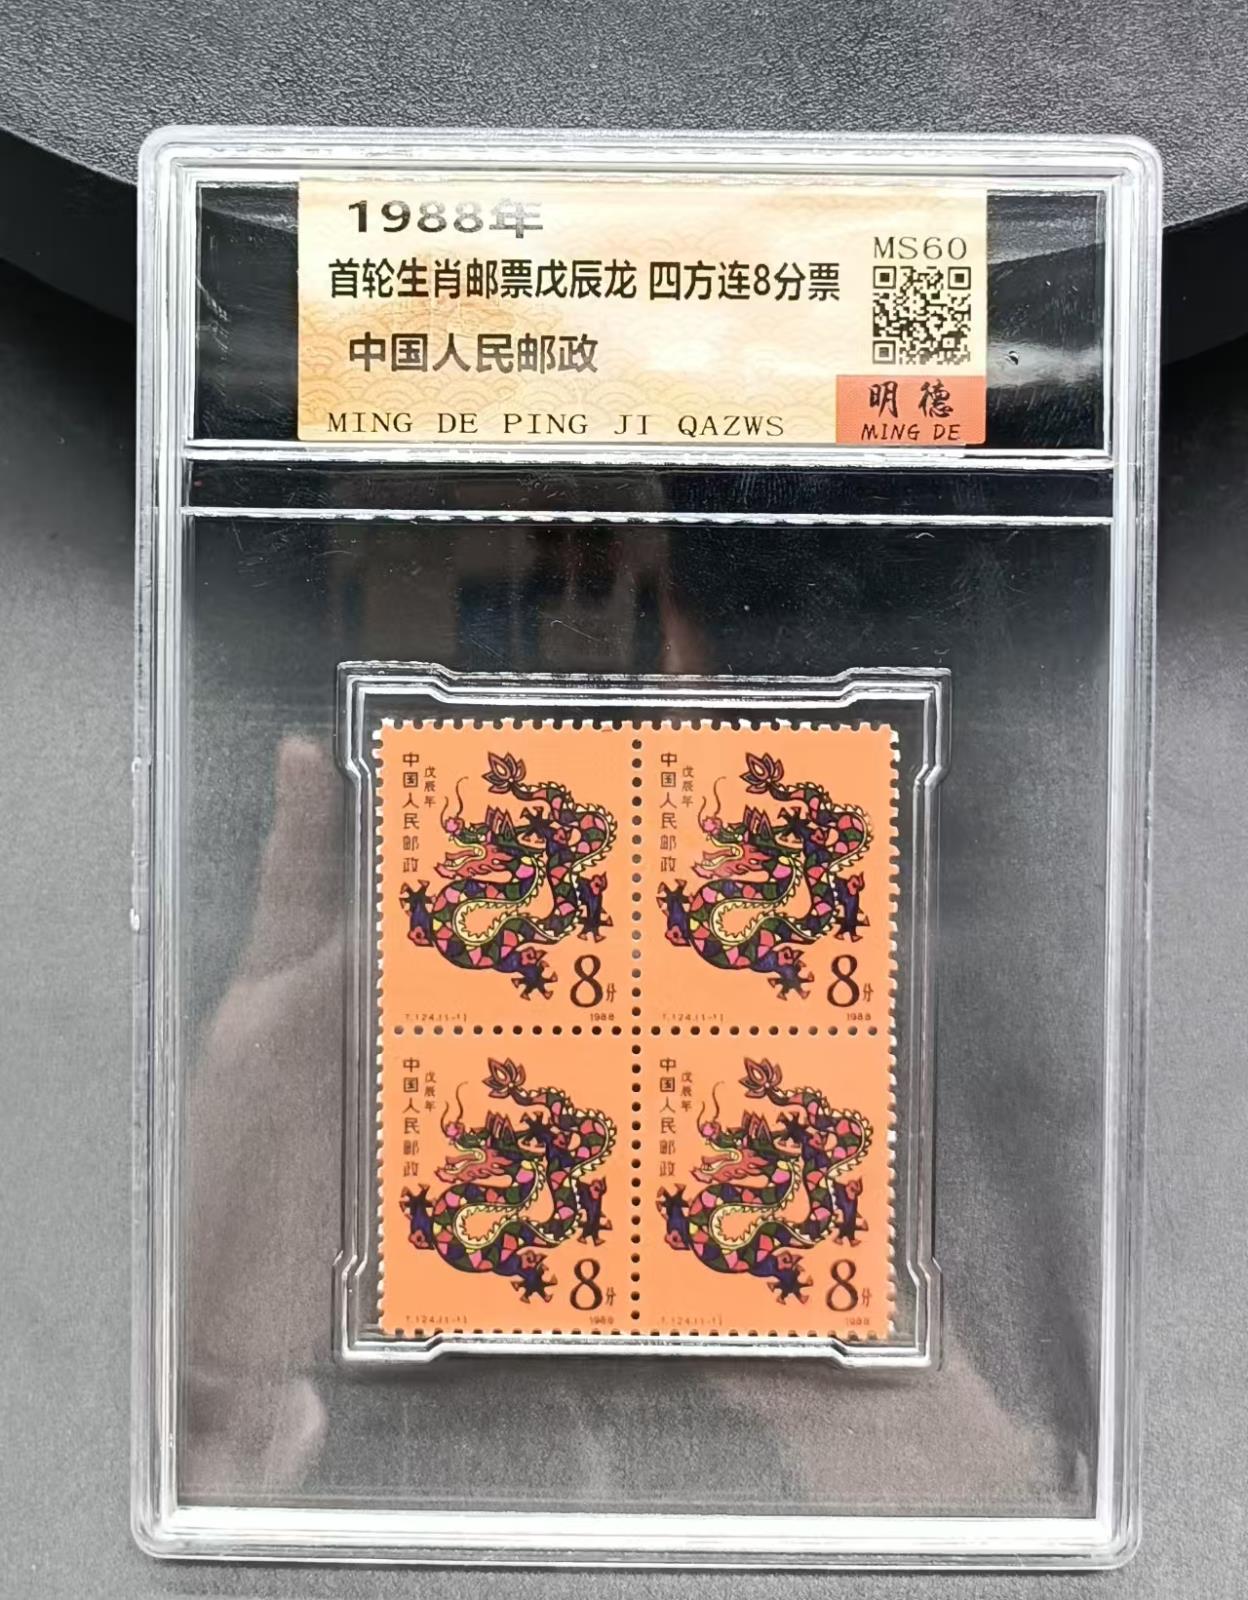 1988年
首轮生肖邮票戊辰龙 四方连8分票
中国人民邮政
MING DE PING JI QAZWS
MS60
明德
MING DE
中国人民邮政
戊辰年
8分
T.124.(1-1)
1988
中国人民邮政
戊辰年
8分
T.124.(1-1)
1988
中国人民邮政
戊辰年
8分
T.124.(1-1)
1988
中国人民邮政
戊辰年
8分
T.124.(1-1)
1988